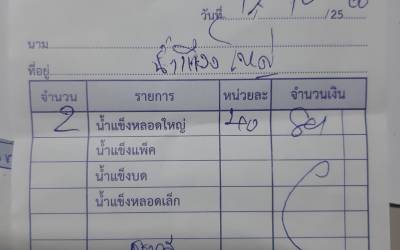 วันที่ /25
นาม
ที่อยู่ น้ำแข็งใหญ่
จำนวน รายการ หน่วยละ จำนวนเงิน
2 น้ำแข็งหลอดใหญ่ 40 80
น้ำแข็งแพ็ค
น้ำแข็งบด
น้ำแข็งหลอดเล็ก